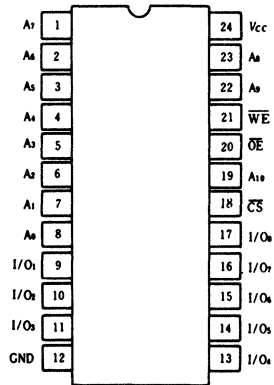 A7 1 24 Vcc
A6 2 23 A8
A5 3 22 A9
A4 4 21 WE
A3 5 20 OE
A2 6 19 A10
A1 7 18 CS
A0 8 17 I/O8
I/O1 9 16 I/O7
I/O2 10 15 I/O6
I/O3 11 14 I/O5
GND 12 13 I/O4